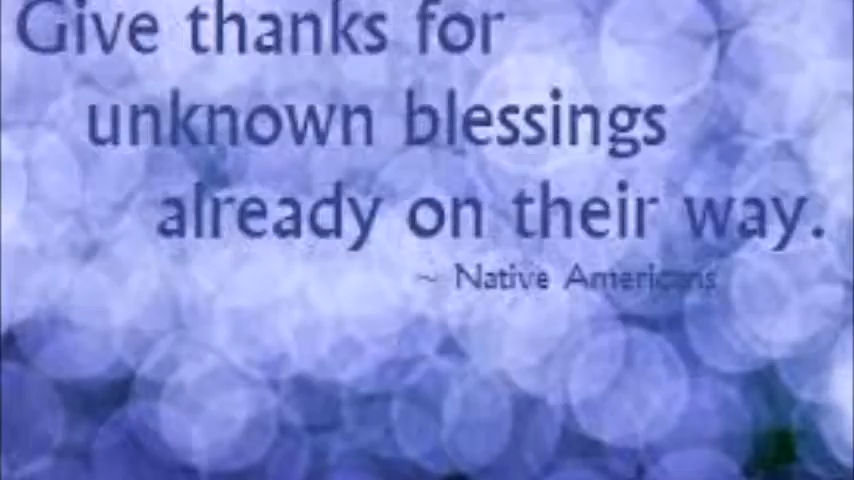 Give thanks for
unknown blessings
already on their way.
~ Native Americans